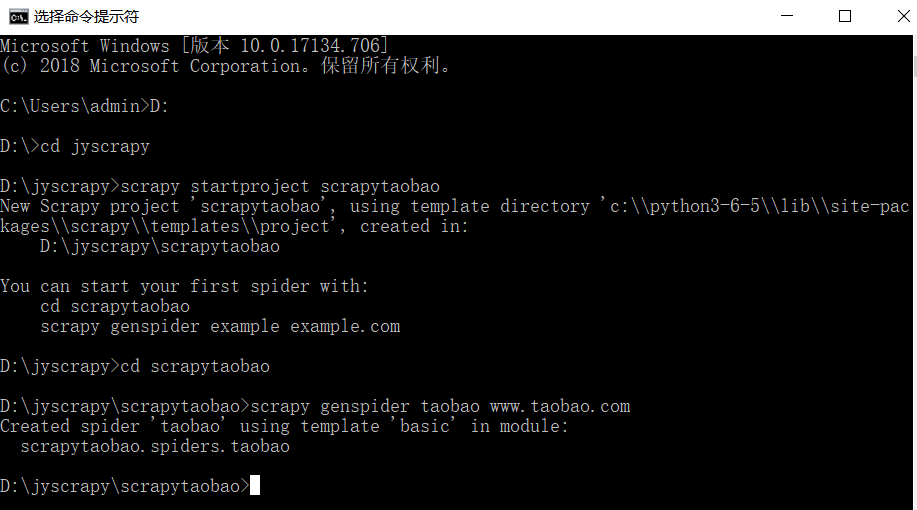 选择命令提示符
Microsoft Windows [版本 10.0.17134.706]
(c) 2018 Microsoft Corporation。保留所有权利。
C:\Users\admin>D:
D:\>cd jyscrapy
D:\jyscrapy>scrapy startproject scrapytaobao
New Scrapy project 'scrapytaobao', using template directory 'c:\\python3-6-5\\lib\\site-pac
kages\\scrapy\\templates\\project', created in:
    D:\jyscrapy\scrapytaobao
You can start your first spider with:
    cd scrapytaobao
    scrapy genspider example example.com
D:\jyscrapy>cd scrapytaobao
D:\jyscrapy\scrapytaobao>scrapy genspider taobao www.taobao.com
Created spider 'taobao' using template 'basic' in module:
  scrapytaobao.spiders.taobao
D:\jyscrapy\scrapytaobao>